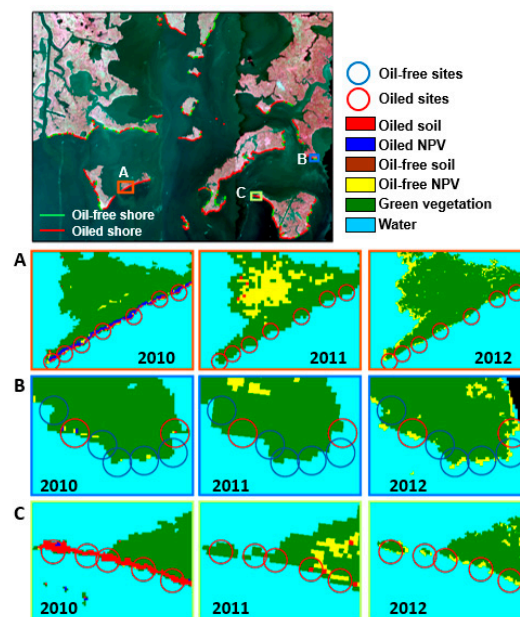 A
B
C
Oil-free shore
Oiled shore
Oil-free sites
Oiled sites
Oiled soil
Oiled NPV
Oil-free soil
Oil-free NPV
Green vegetation
Water
A
2010
2011
2012
B
2010
2011
2012
C
2010
2011
2012